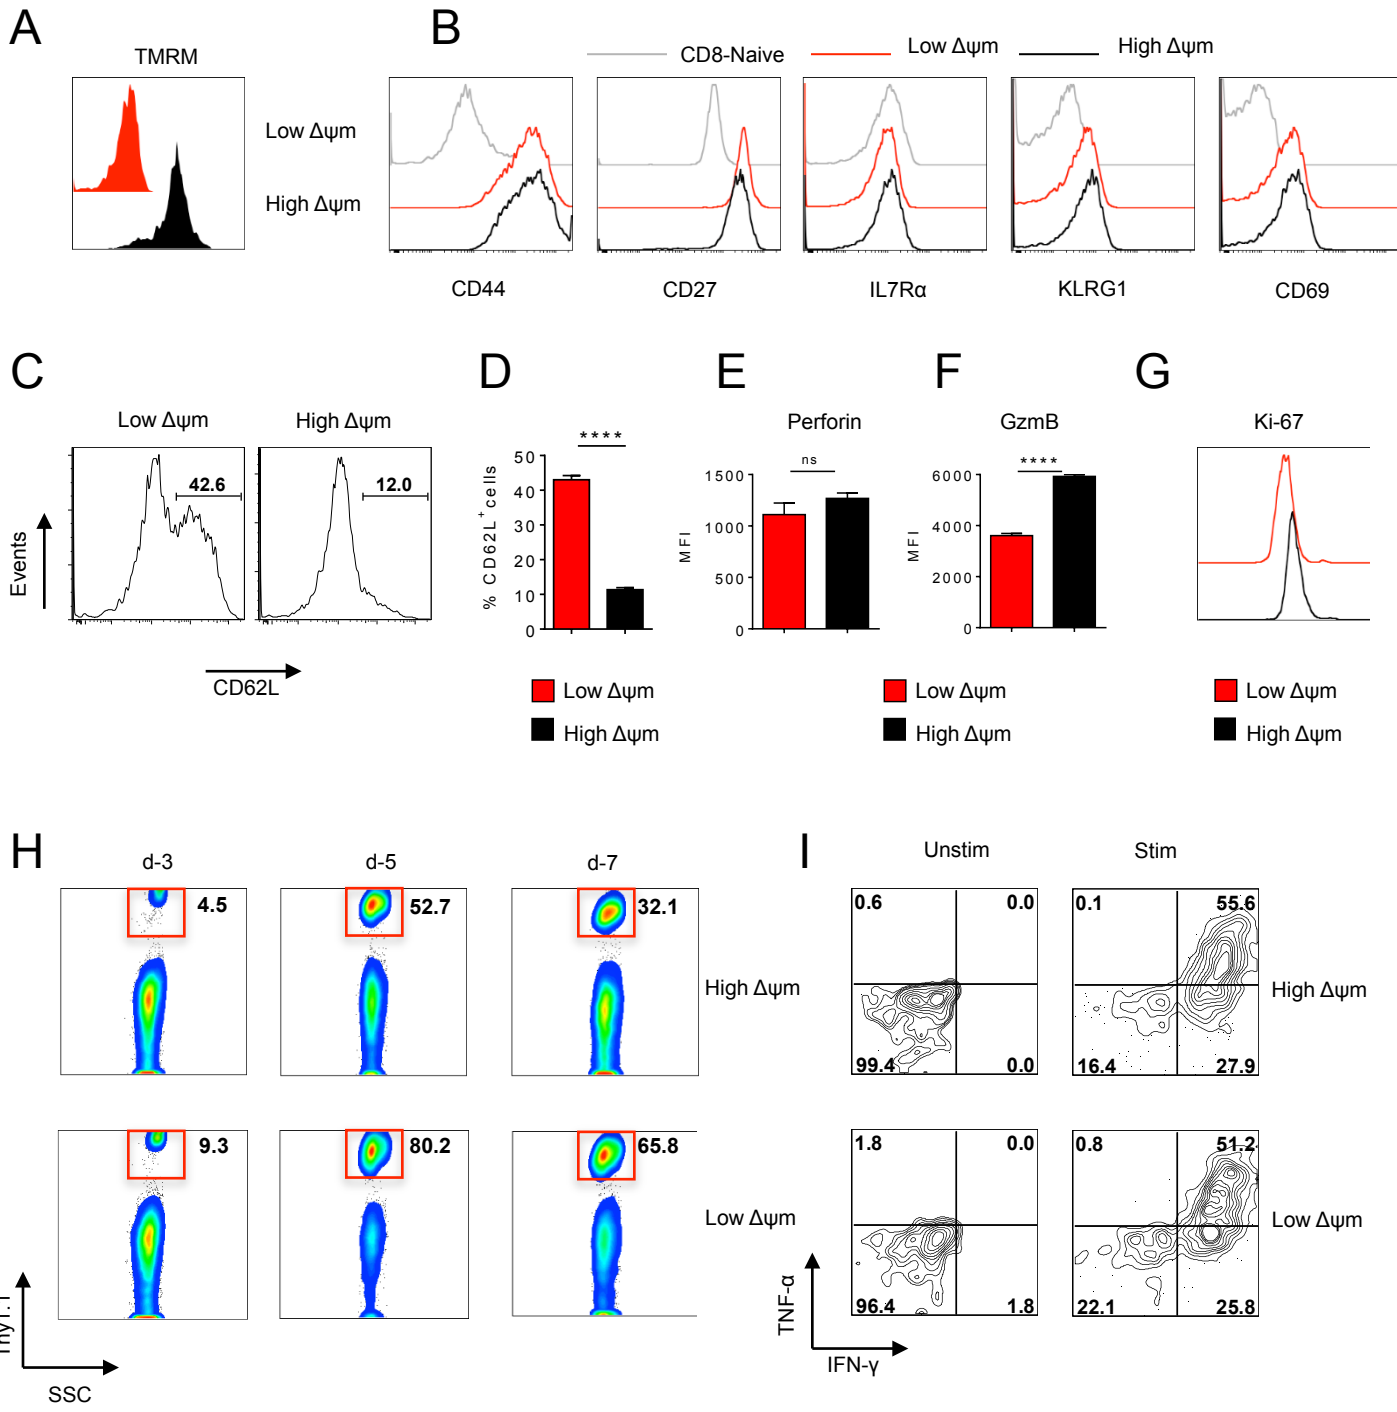 A
B
TMRM
CD8-Naive
Low Δψm
High Δψm
Low Δψm
High Δψm
CD44
CD27
IL7Rα
KLRG1
CD69
C
D
E
F
G
Low Δψm
High Δψm
Perforin
GzmB
Ki-67
42.6
12.0
Events
CD62L
****
% CD62L+ cells
50
40
30
20
10
0
ns
MFI
1500
1000
500
0
****
MFI
6000
4000
2000
0
Low Δψm
High Δψm
Low Δψm
High Δψm
Low Δψm
High Δψm
H
d-3
d-5
d-7
4.5
52.7
32.1
High Δψm
9.3
80.2
65.8
Low Δψm
Thy1.1
SSC
I
Unstim
Stim
0.6
0.0
99.4
0.0
0.1
55.6
16.4
27.9
High Δψm
1.8
0.0
96.4
1.8
0.8
51.2
22.1
25.8
Low Δψm
TNF-α
IFN-γ